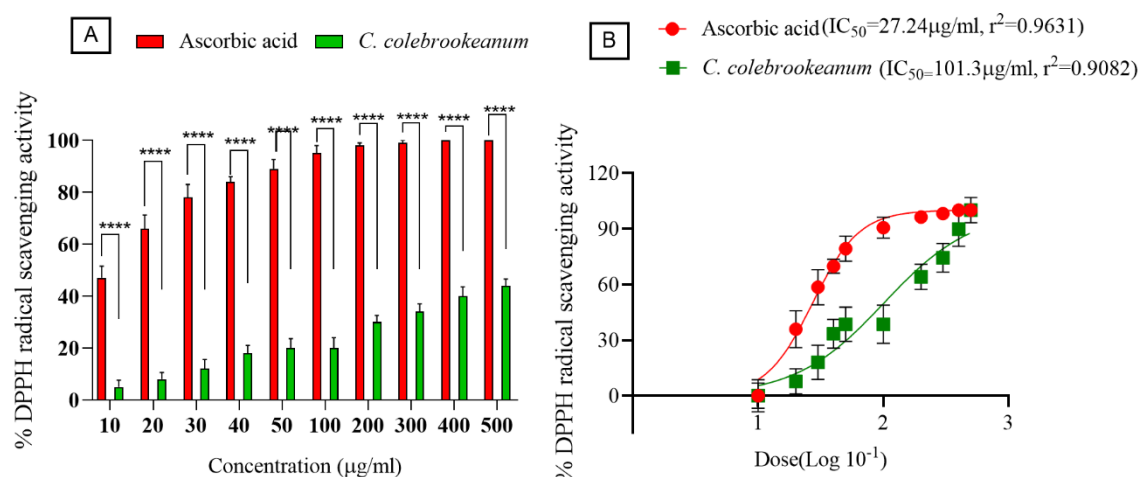 A
Ascorbic acid C. colebrookeanum
% DPPH radical scavenging activity
100
80
60
40
20
0
**** **** **** **** **** **** **** **** **** ****
10 20 30 40 50 100 200 300 400 500
Concentration (µg/ml)
B
Ascorbic acid (IC50=27.24µg/ml, r²=0.9631)
C. colebrookeanum (IC50=101.3µg/ml, r²=0.9082)
% DPPH radical scavenging activity
120
90
60
30
0
1 2 3
Dose(Log 10⁻¹)